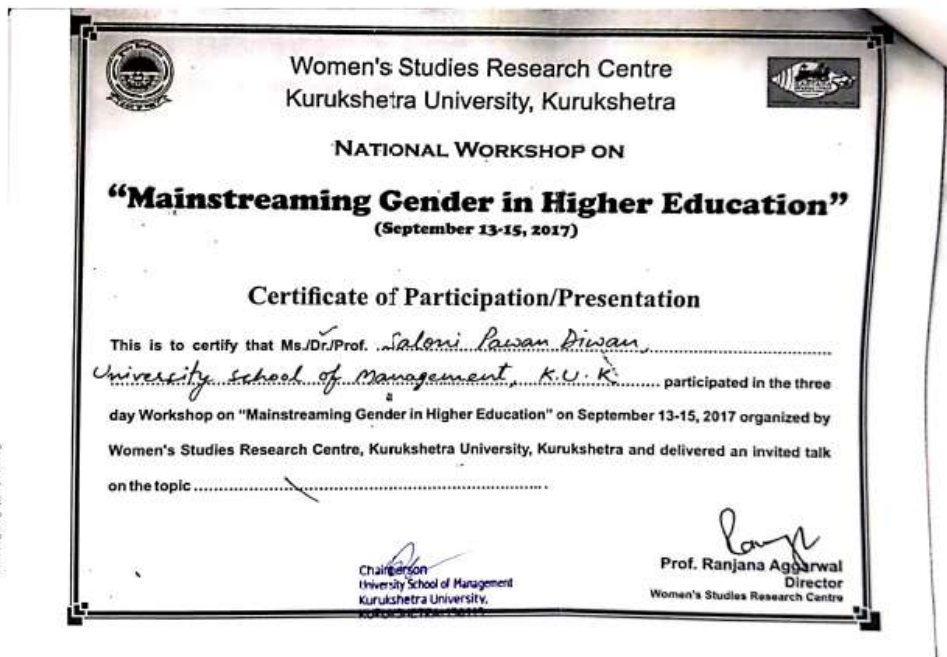 Women's Studies Research Centre
Kurukshetra University, Kurukshetra
NATIONAL WORKSHOP ON
“Mainstreaming Gender in Higher Education”
(September 13-15, 2017)
Certificate of Participation/Presentation
This is to certify that Ms./Dr./Prof. Saloni Pawan Diwan,
University school of Management, K.U.K. participated in the three
day Workshop on "Mainstreaming Gender in Higher Education" on September 13-15, 2017 organized by
Women's Studies Research Centre, Kurukshetra University, Kurukshetra and delivered an invited talk
on the topic
Prof. Ranjana Aggarwal
Director
Women's Studies Research Centre
Chairperson
University School of Management
Kurukshetra University,